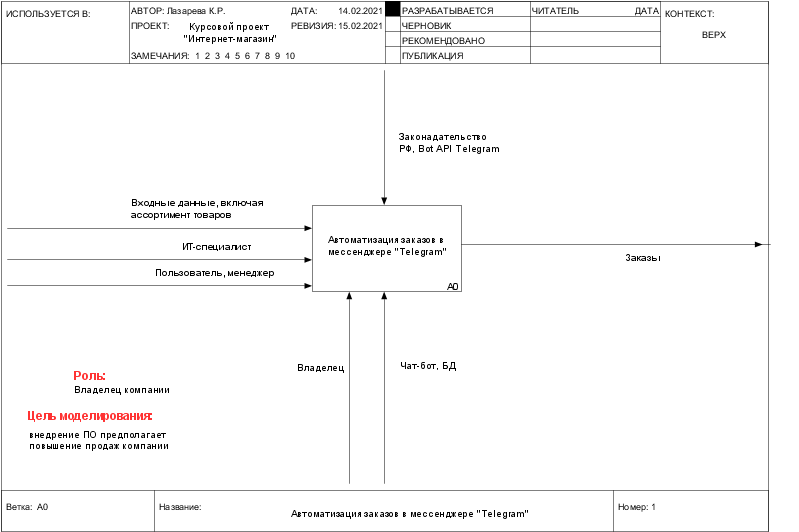 ИСПОЛЬЗУЕТСЯ В:
АВТОР: Лазарева К.Р.
ДАТА: 14.02.2021
ПРОЕКТ: Курсовой проект
"Интернет-магазин"
РЕВИЗИЯ: 15.02.2021
ЗАМЕЧАНИЯ: 1 2 3 4 5 6 7 8 9 10
РАЗРАБАТЫВАЕТСЯ
ЧЕРНОВИК
РЕКОМЕНДОВАНО
ПУБЛИКАЦИЯ
ЧИТАТЕЛЬ ДАТА
КОНТЕКСТ:
ВЕРХ
Законадательство
РФ, Bot API Telegram
Входные данные, включая
ассортимент товаров
ИТ-специалист
Пользователь, менеджер
Автоматизация заказов в
мессенджере "Telegram"
A0
Заказы
Владелец
Чат-бот, БД
Роль:
Владелец компании
Цель моделирования:
внедрение ПО предполагает
повышение продаж компании
Ветка: A0
Название:
Автоматизация заказов в мессенджере "Telegram"
Номер: 1